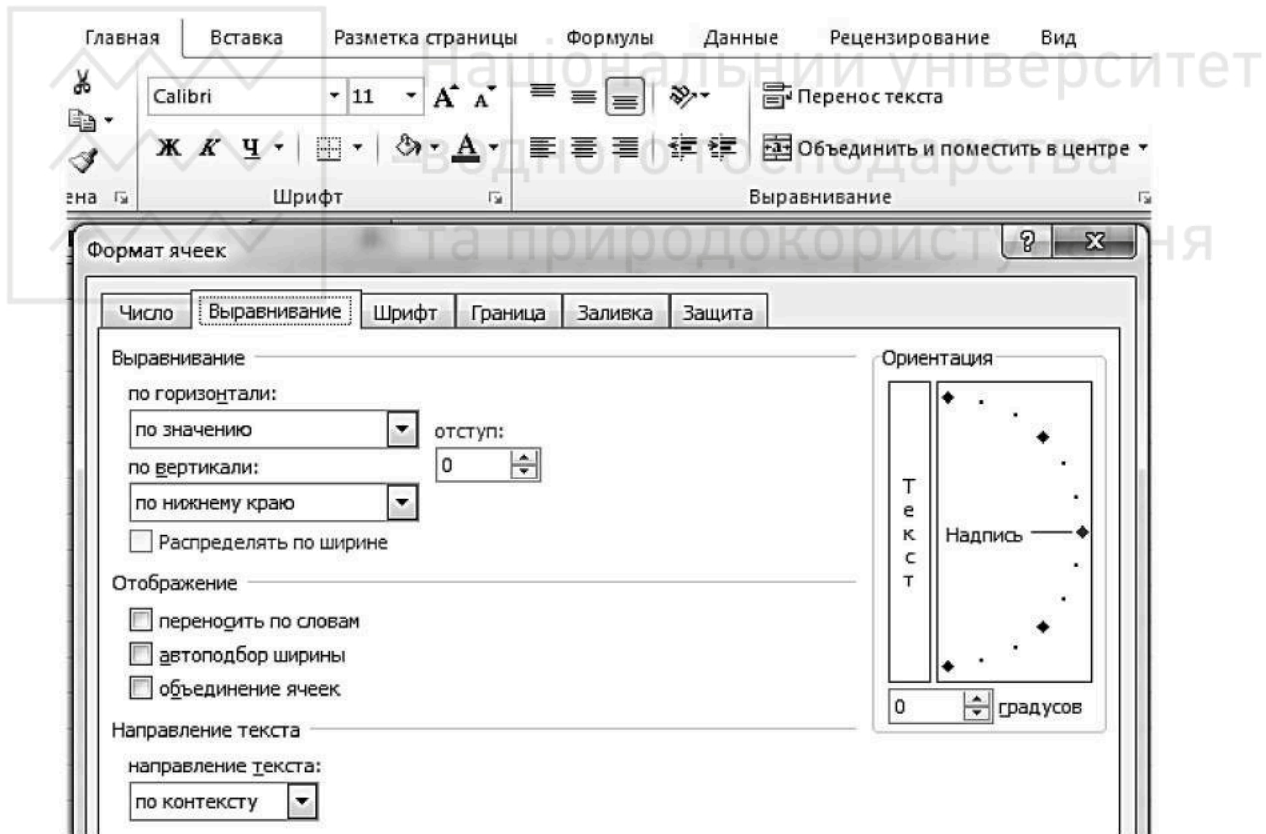 Главная Вставка Разметка страницы Формулы Данные Рецензирование Вид
Національний університет
Calibri 11 А А Перенос текста
Ж К Ч А Объединить и поместить в центре
водного господарства
ена Шрифт Выравнивание
Формат ячеек
та природокористування
Число Выравнивание Шрифт Граница Заливка Защита
Выравнивание Ориентация
по горизонтали:
по значению отступ:
по вертикали: 0
по нижнему краю
Текст
Надпись
Распределять по ширине
Отображение
переносить по словам
автоподбор ширины
объединение ячеек
0 градусов
Направление текста
направление текста:
по контексту